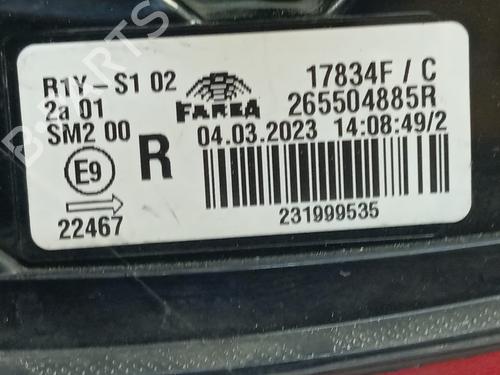 R1Y-S1 02
2a 01
SM2 00
E9
22467
R
FARBA
17834F / C
265504885R
04.03.2023 14:08:49/2
231999535
B-PARTS